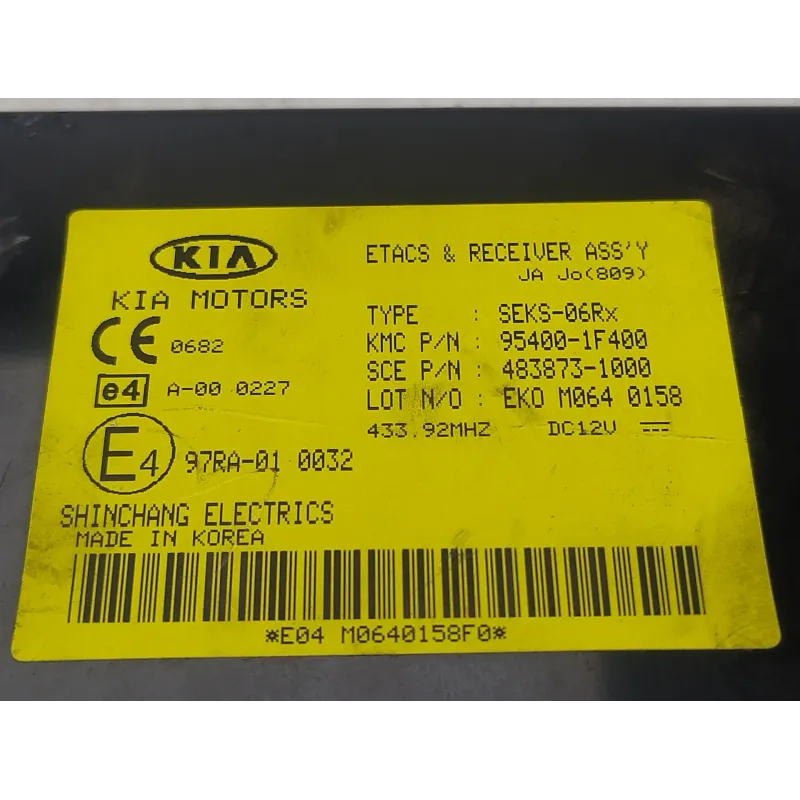 KIA
KIA MOTORS
CE 0682
e4 A-00 0227
E4 97RA-01 0032
SHINCHANG ELECTRICS
MADE IN KOREA
ETACS & RECEIVER ASS'Y
JA Jo(809)
TYPE : SEKS-06Rx
KMC P/N : 95400-1F400
SCE P/N : 483873-1000
LOT N/O : EKO M064 0158
433.92MHZ DC12V
*E04 M0640158F0*